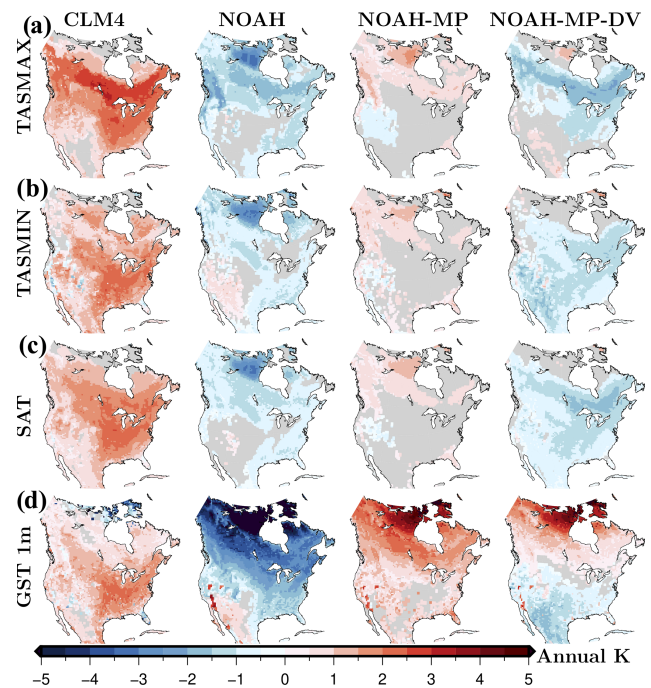 CLM4 NOAH NOAH-MP NOAH-MP-DV
(a)
TASMAX
(b)
TASMIN
(c)
SAT
(d)
GST 1m
Annual K
−5 −4 −3 −2 −1 0 1 2 3 4 5